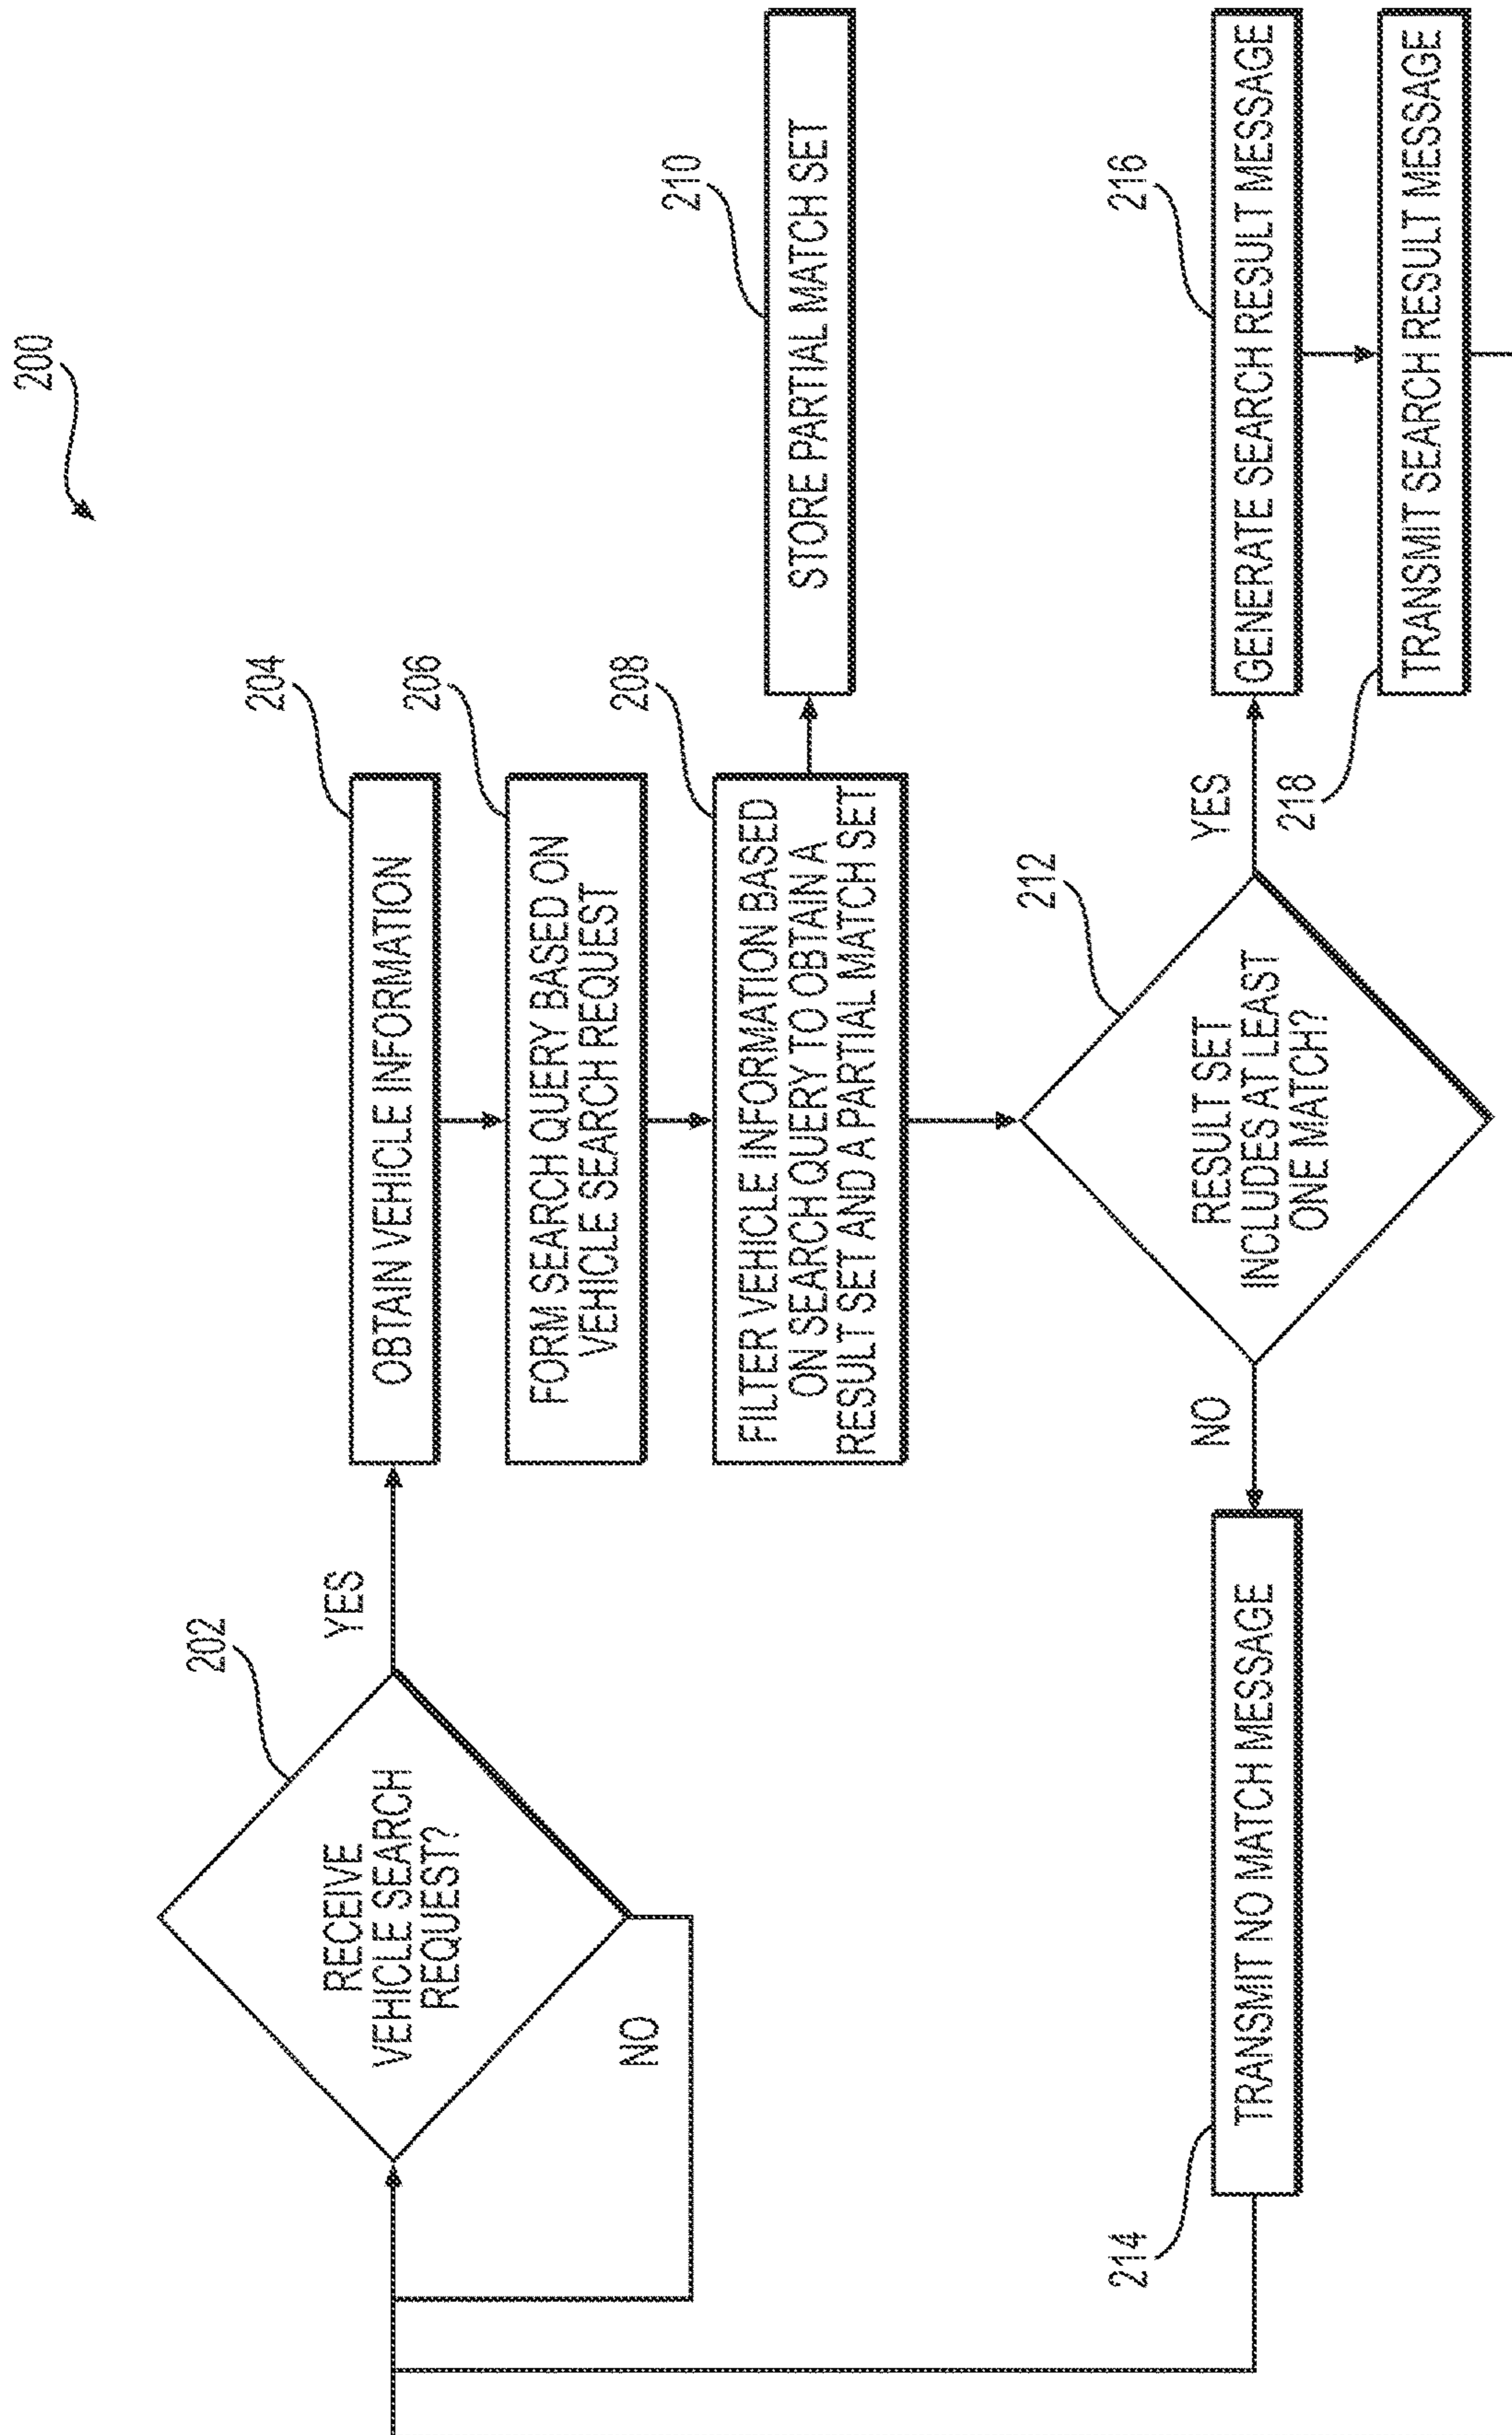 200
202
RECEIVE
VEHICLE SEARCH
REQUEST?
YES
NO
204
OBTAIN VEHICLE INFORMATION
206
FORM SEARCH QUERY BASED ON
VEHICLE SEARCH REQUEST
208
FILTER VEHICLE INFORMATION BASED
ON SEARCH QUERY TO OBTAIN A
RESULT SET AND A PARTIAL MATCH SET
210
STORE PARTIAL MATCH SET
212
RESULT SET
INCLUDES AT LEAST
ONE MATCH?
NO
YES
214
TRANSMIT NO MATCH MESSAGE
216
GENERATE SEARCH RESULT MESSAGE
218
TRANSMIT SEARCH RESULT MESSAGE